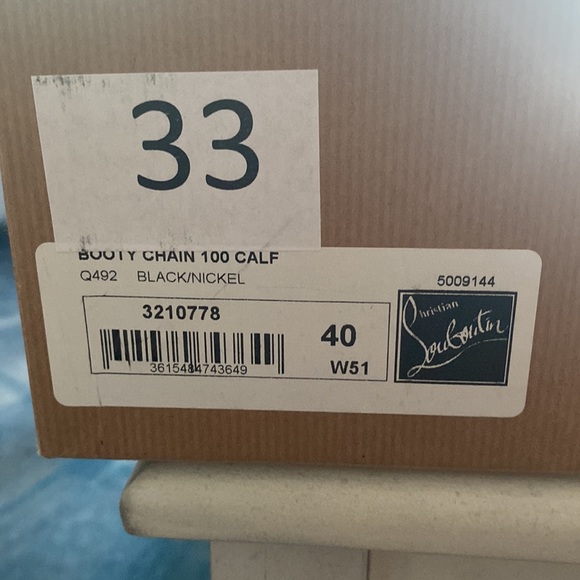 33
BOOTY CHAIN 100 CALF
Q492 BLACK/NICKEL
5009144
3210778
3615484743649
40
W51
Christian
Louboutin